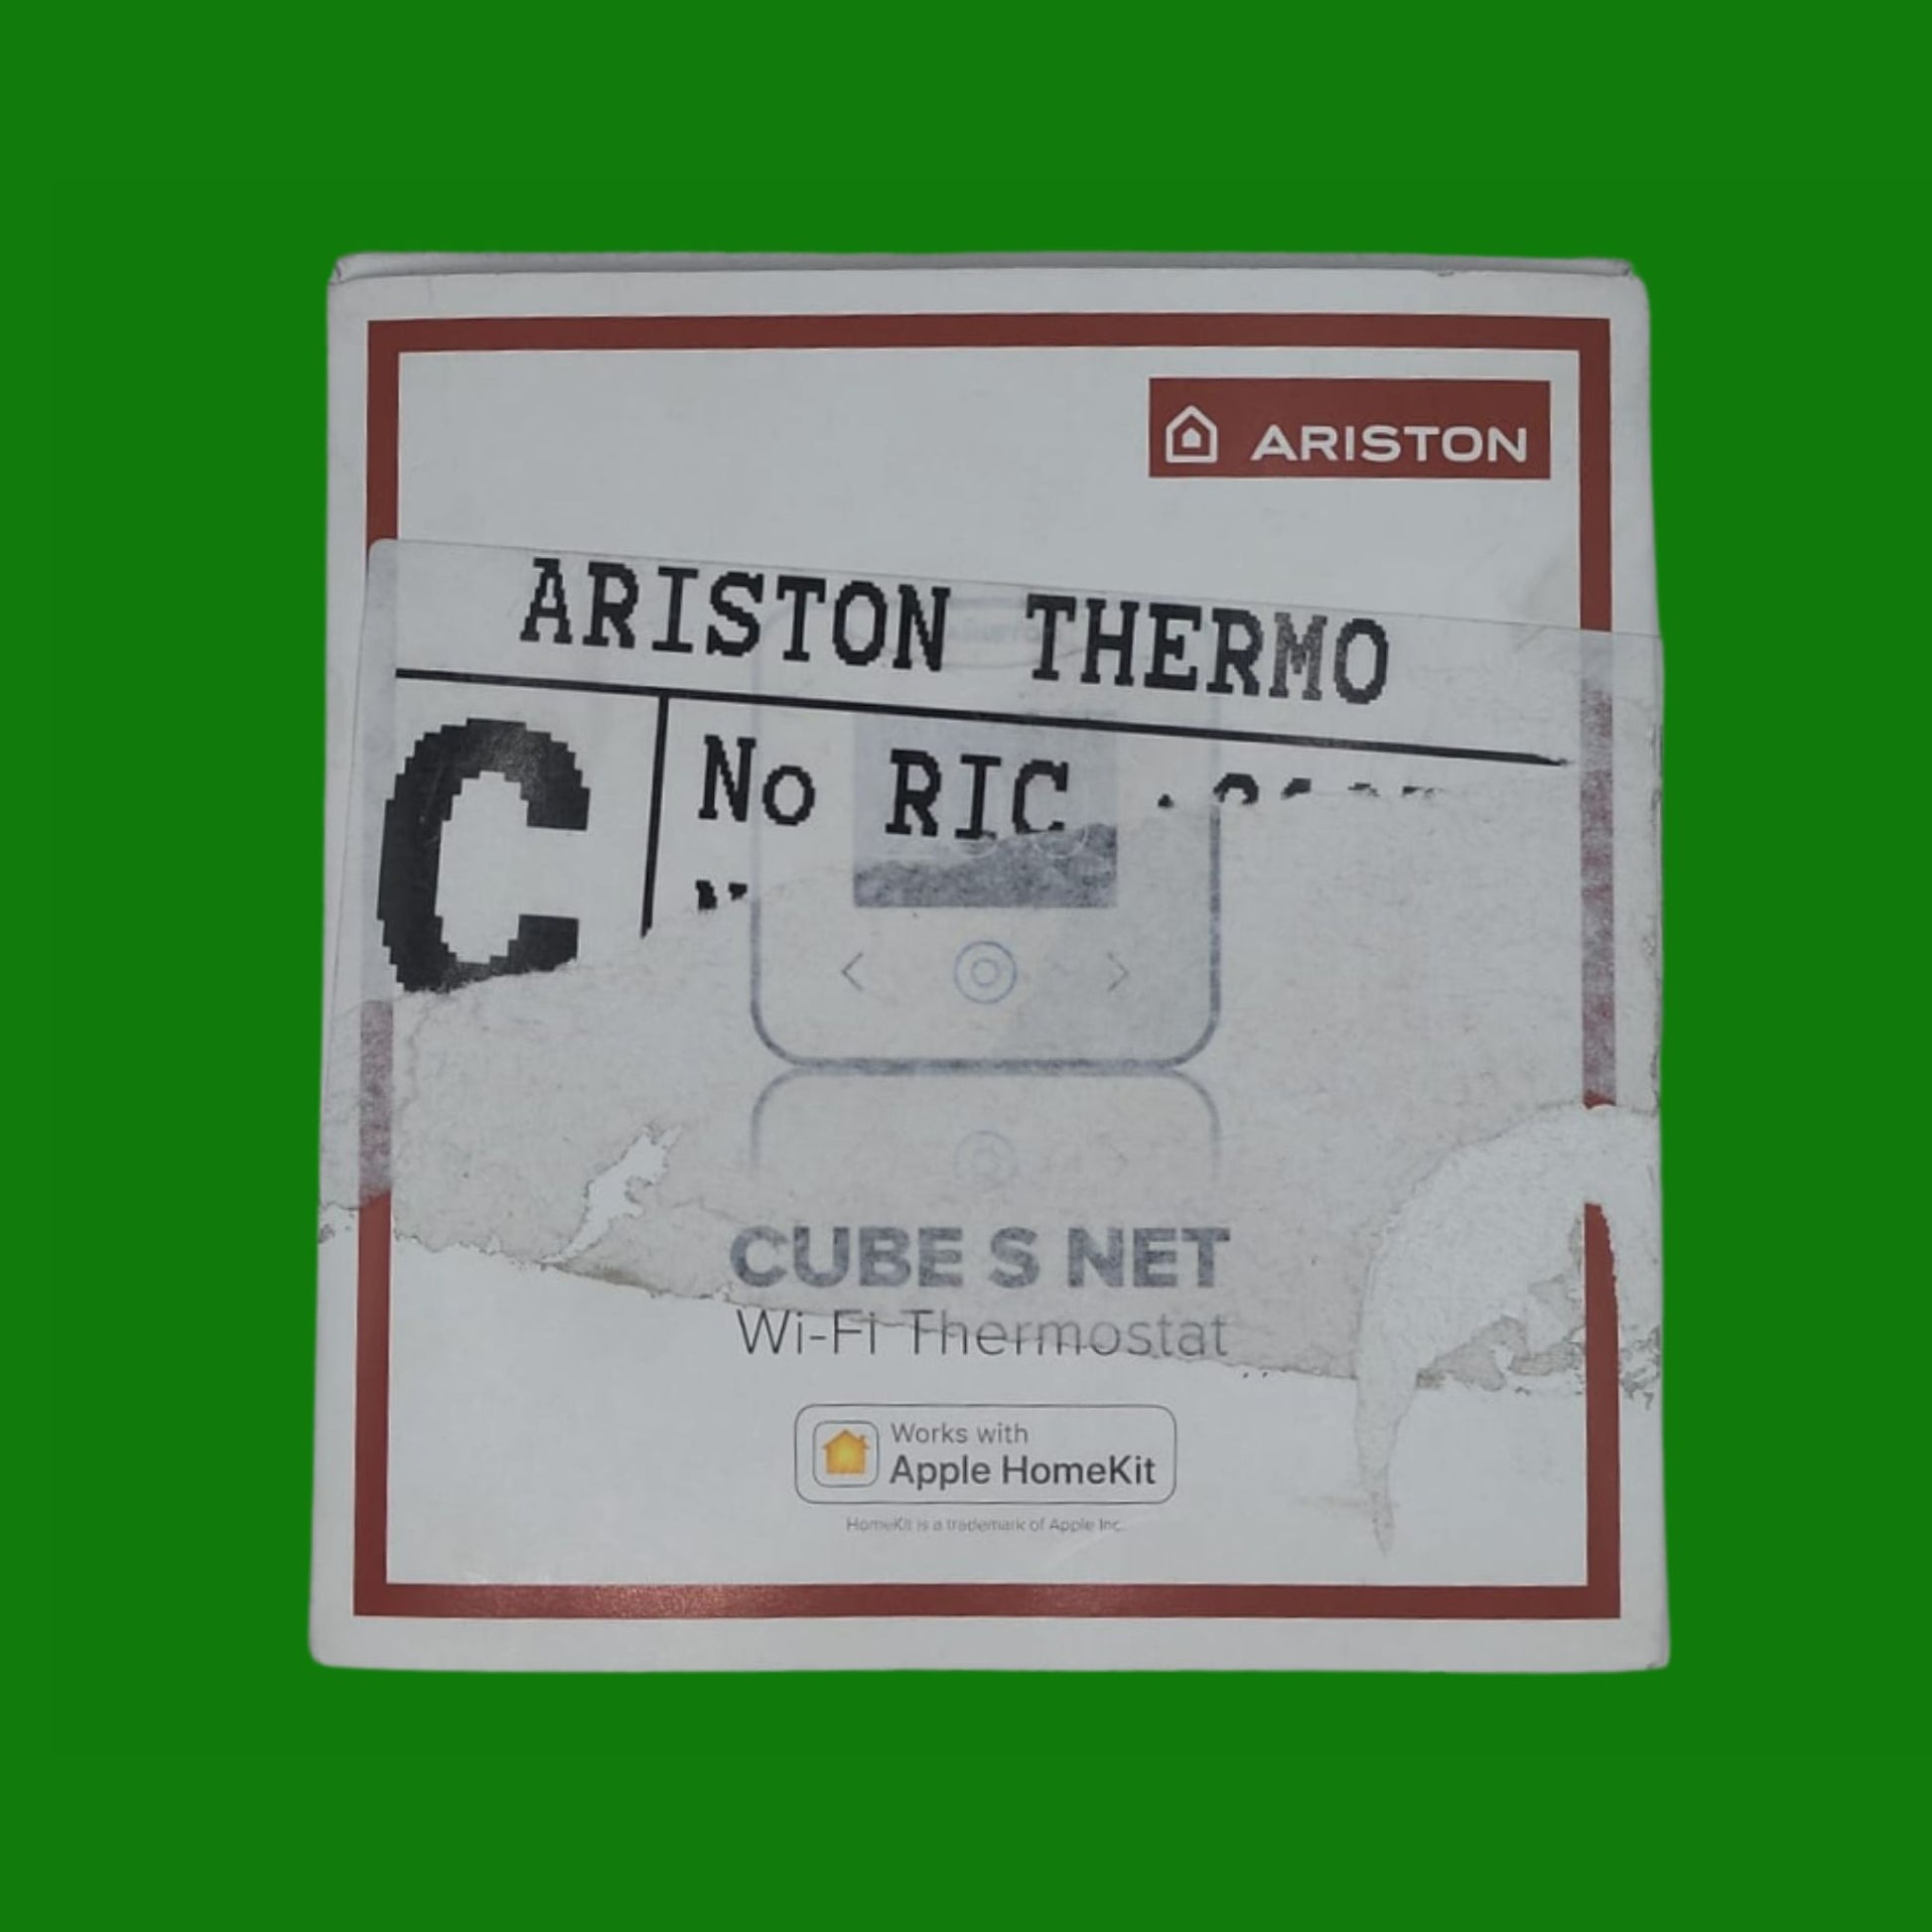 ARISTON
ARISTON THERMO
C
No RIC
CUBE S NET
Wi-Fi Thermostat
Works with
Apple HomeKit
HomeKit is a trademark of Apple Inc.